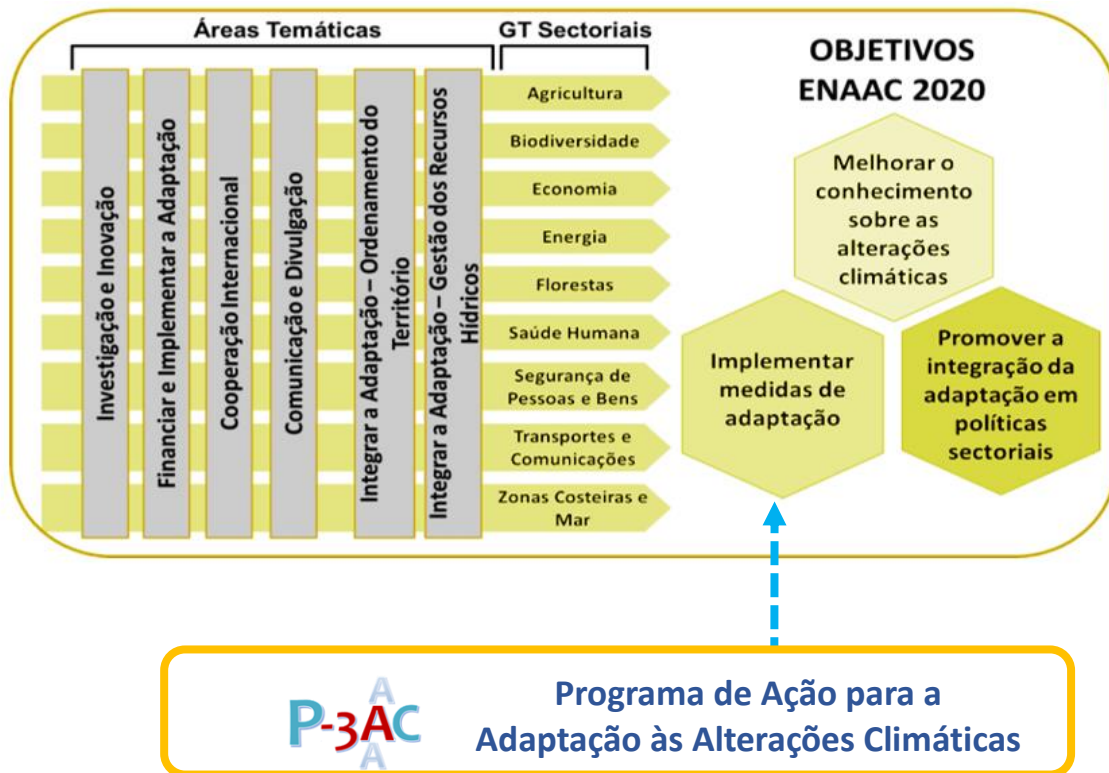 Áreas Temáticas
GT Sectoriais
Investigação e Inovação
Financiar e Implementar a Adaptação
Cooperação Internacional
Comunicação e Divulgação
Integrar a Adaptação – Ordenamento do
Território
Integrar a Adaptação – Gestão dos Recursos
Hídricos
Agricultura
Biodiversidade
Economia
Energia
Florestas
Saúde Humana
Segurança de
Pessoas e Bens
Transportes e
Comunicações
Zonas Costeiras e
Mar
OBJETIVOS
ENAAC 2020
Melhorar o
conhecimento
sobre as
alterações
climáticas
Implementar
medidas de
adaptação
Promover a
integração da
adaptação em
políticas
sectoriais
A
P-3AC
A
Programa de Ação para a
Adaptação às Alterações Climáticas